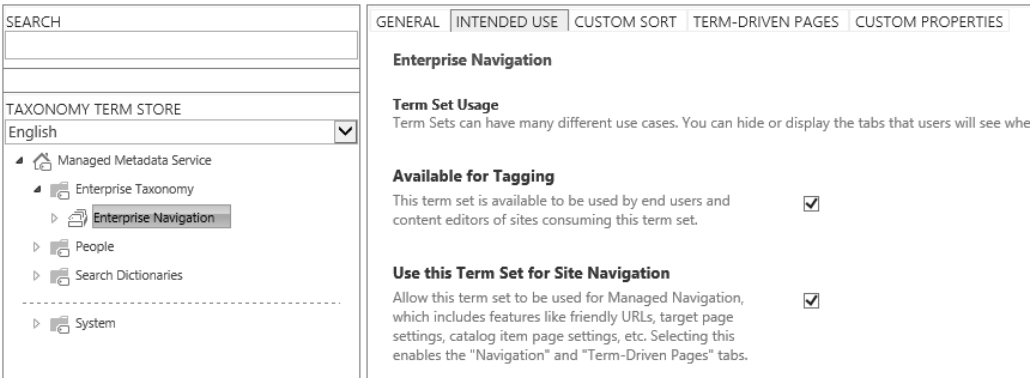 SEARCH
TAXONOMY TERM STORE
English
Managed Metadata Service
Enterprise Taxonomy
Enterprise Navigation
People
Search Dictionaries
System
GENERAL INTENDED USE CUSTOM SORT TERM-DRIVEN PAGES CUSTOM PROPERTIES
Enterprise Navigation
Term Set Usage
Term Sets can have many different use cases. You can hide or display the tabs that users will see whe
Available for Tagging
This term set is available to be used by end users and
content editors of sites consuming this term set.
Use this Term Set for Site Navigation
Allow this term set to be used for Managed Navigation,
which includes features like friendly URLs, target page
settings, catalog item page settings, etc. Selecting this
enables the "Navigation" and "Term-Driven Pages" tabs.